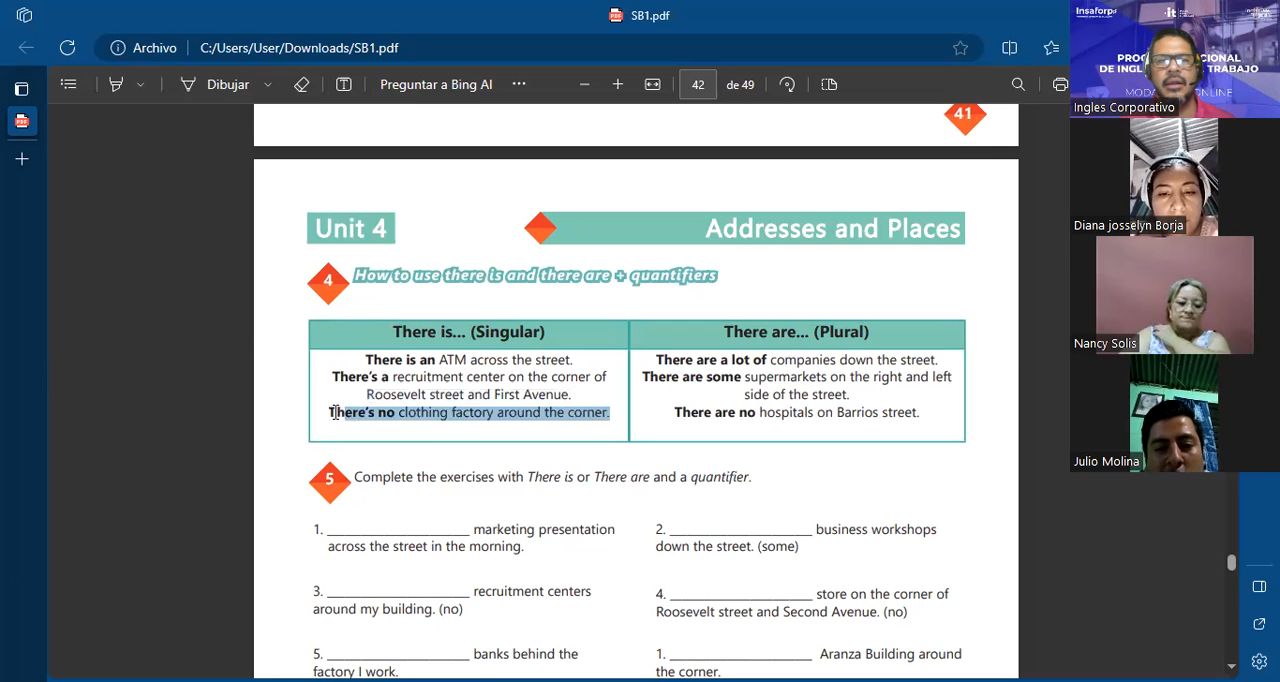 SB1.pdf
Archivo
C:/Users/User/Downloads/SB1.pdf
Dibujar
Preguntar a Bing AI
42
de 49
41
Unit 4
Addresses and Places
4
How to use there is and there are + quantifiers
There is... (Singular)
There are... (Plural)
There is an ATM across the street.
There's a recruitment center on the corner of
Roosevelt street and First Avenue.
There's no clothing factory around the corner.
There are a lot of companies down the street.
There are some supermarkets on the right and left
side of the street.
There are no hospitals on Barrios street.
5
Complete the exercises with There is or There are and a quantifier.
1. __________________ marketing presentation
across the street in the morning.
2. __________________ business workshops
down the street. (some)
3. __________________ recruitment centers
around my building. (no)
4. ____________________ store on the corner of
Roosevelt street and Second Avenue. (no)
5. __________________ banks behind the
factory I work.
1. __________________ Aranza Building around
the corner.
Insaforp
Ingles Corporativo
Diana josselyn Borja
Nancy Solis
Julio Molina